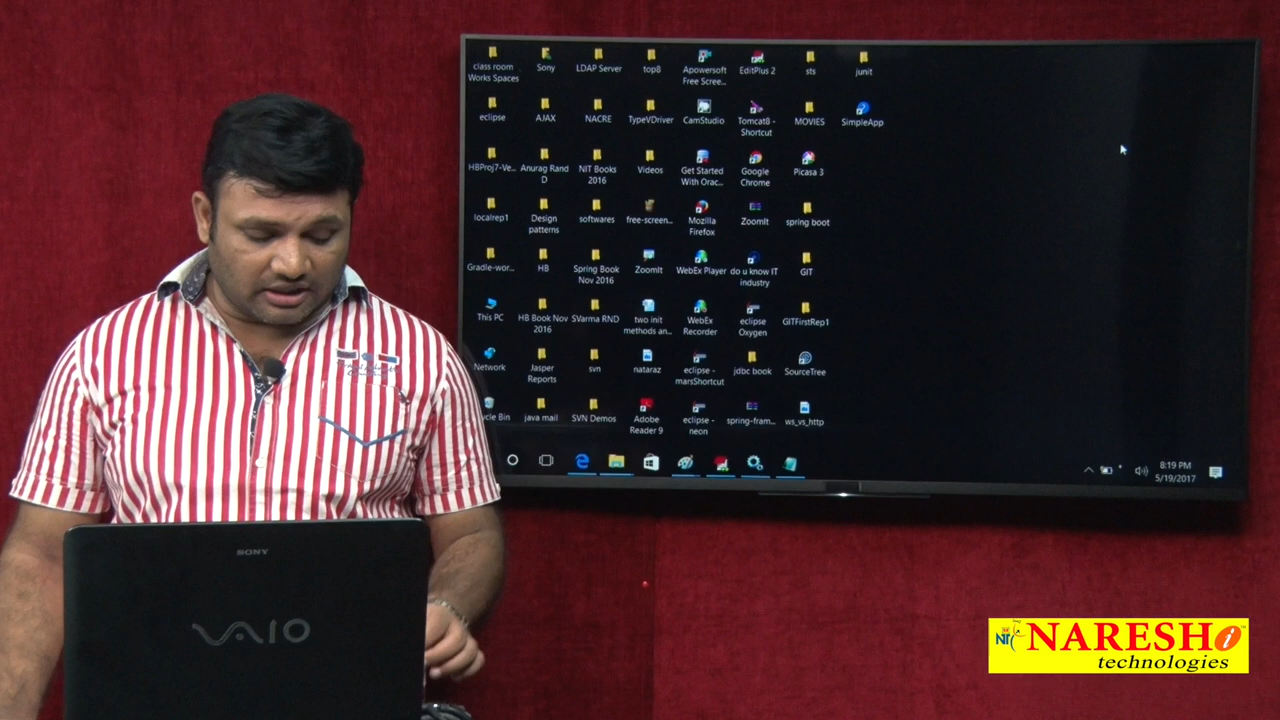 class room
Works Spaces
Sony
LDAP Server
top8
Apowersoft
Free Scree...
EditPlus 2
sts
junit
eclipse
AJAX
NACRE
TypeVDriver
CamStudio
Tomcat8 -
Shortcut
MOVIES
SimpleApp
HBProj7-Ve...
Anurag Rand
D
NIT Books
2016
Videos
Get Started
With Orac...
Google
Chrome
Picasa 3
localrep1
Design
patterns
softwares
free-screen...
Mozilla
Firefox
ZoomIt
spring boot
Gradle-wor...
HB
Spring Book
Nov 2016
ZoomIt
WebEx Player
do u know IT
industry
GIT
This PC
HB Book Nov
2016
SVarma RND
two init
methods an...
WebEx
Recorder
eclipse
Oxygen
GITFirstRep1
Network
Jasper
Reports
svn
nataraz
eclipse -
marsShortcut
jdbc book
SourceTree
ycle Bin
java mail
SVN Demos
Adobe
Reader 9
eclipse
- neon
spring-fram...
ws_vs_http
8:19 PM
5/19/2017
SONY
VAIO
NARESH i
technologies